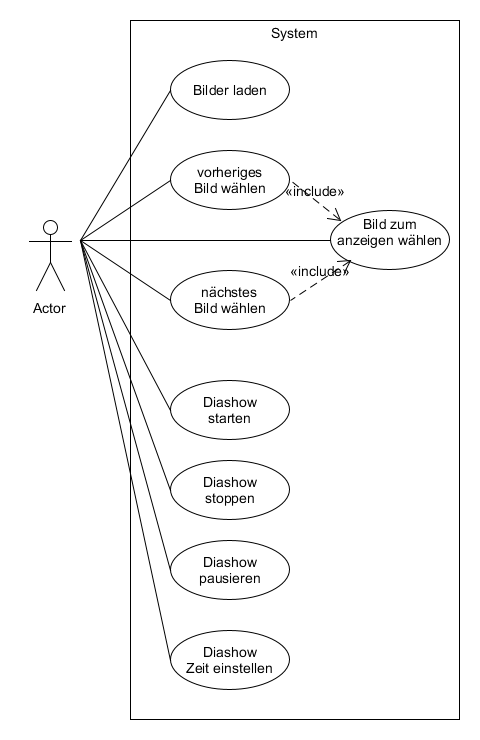 System
Bilder laden
vorheriges
Bild wählen
«include»
Bild zum
anzeigen wählen
«include»
nächstes
Bild wählen
Actor
Diashow
starten
Diashow
stoppen
Diashow
pausieren
Diashow
Zeit einstellen